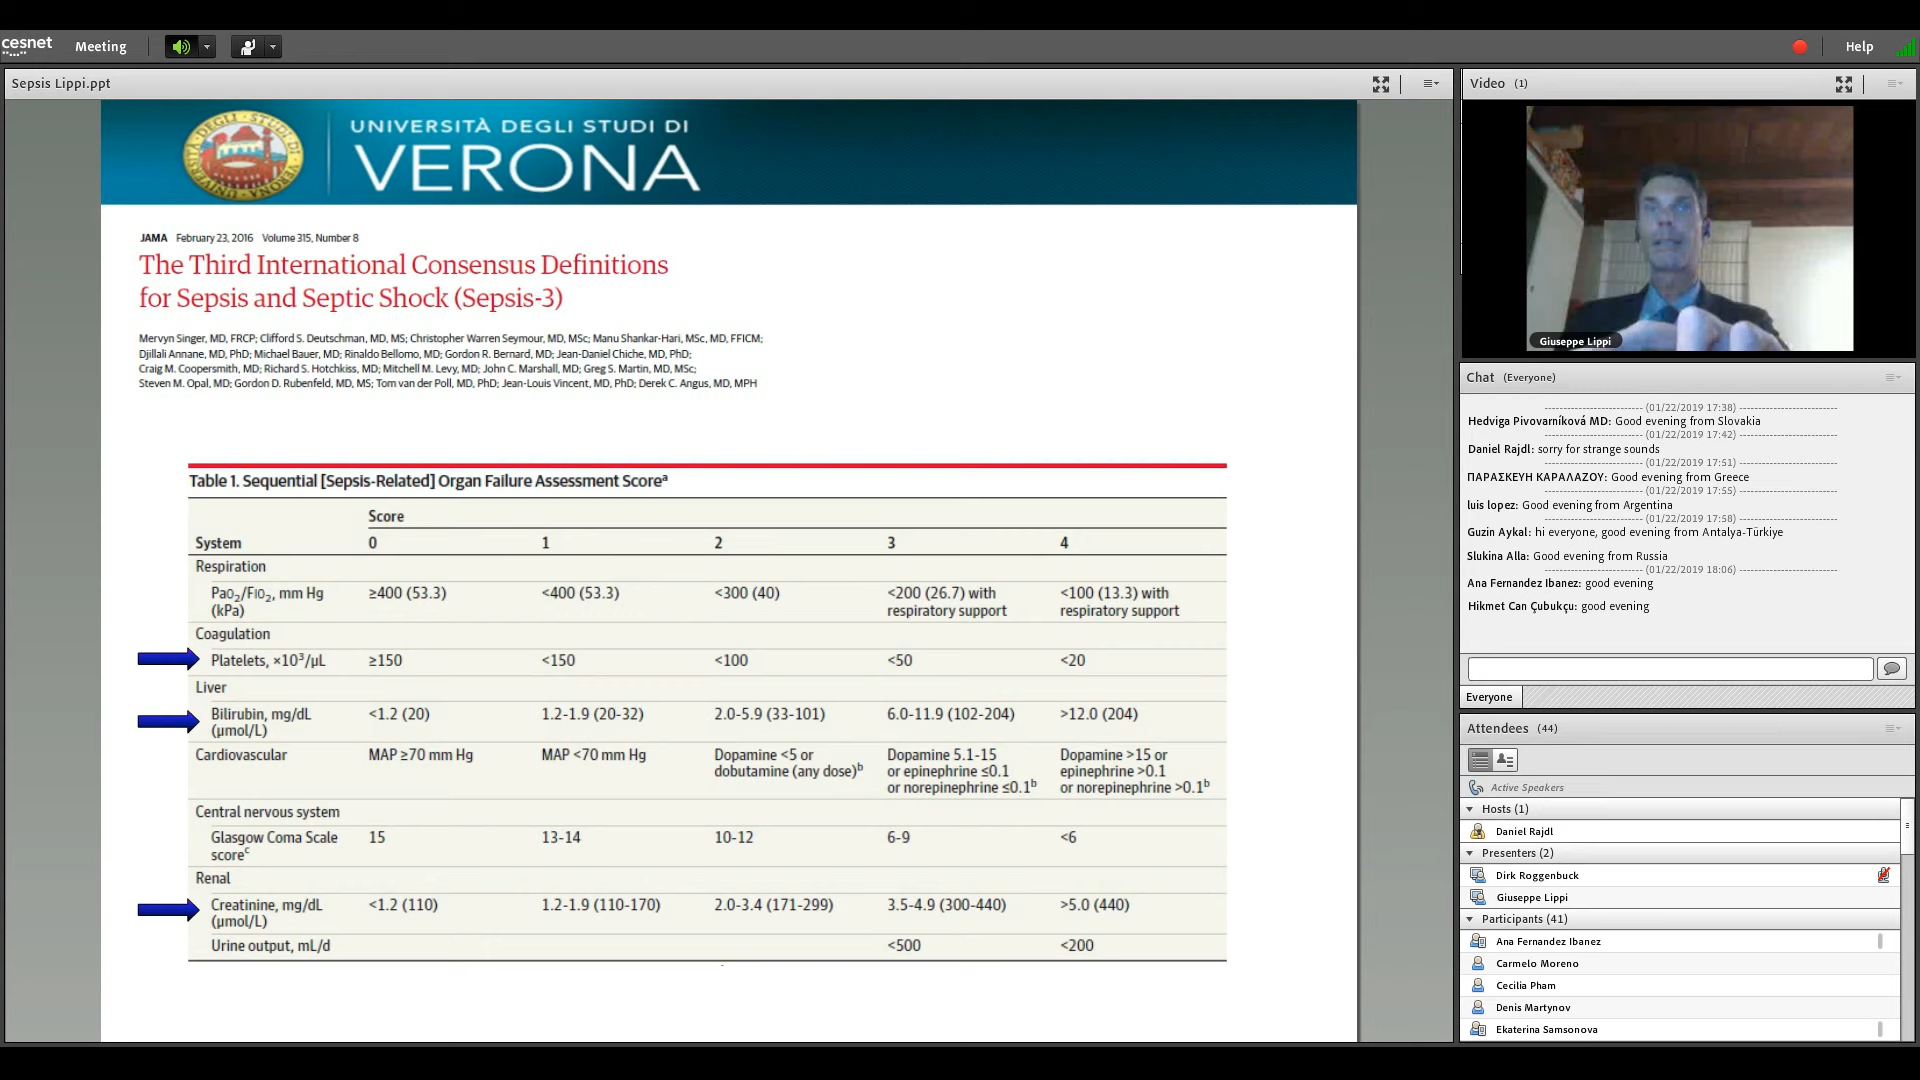 cesnet
Meeting
Help
Sepsis Lippi.ppt
UNIVERSITÀ DEGLI STUDI DI
VERONA
JAMA February 23, 2016 Volume 315, Number 8
The Third International Consensus Definitions
for Sepsis and Septic Shock (Sepsis-3)
Mervyn Singer, MD, FRCP; Clifford S. Deutschman, MD, MS; Christopher Warren Seymour, MD, MSc; Manu Shankar-Hari, MSc, MD, FFICM;
Djillali Annane, MD, PhD; Michael Bauer, MD; Rinaldo Bellomo, MD; Gordon R. Bernard, MD; Jean-Daniel Chiche, MD, PhD;
Craig M. Coopersmith, MD; Richard S. Hotchkiss, MD; Mitchell M. Levy, MD; John C. Marshall, MD; Greg S. Martin, MD, MSc;
Steven M. Opal, MD; Gordon D. Rubenfeld, MD, MS; Tom van der Poll, MD, PhD; Jean-Louis Vincent, MD, PhD; Derek C. Angus, MD, MPH
Table 1. Sequential [Sepsis-Related] Organ Failure Assessment Scoreᵃ
Score
System 0 1 2 3 4
Respiration
PaO₂/FIO₂, mm Hg ≥400 (53.3) <400 (53.3) <300 (40) <200 (26.7) with <100 (13.3) with
(kPa) respiratory support respiratory support
Coagulation
Platelets, ×10³/μL ≥150 <150 <100 <50 <20
Liver
Bilirubin, mg/dL <1.2 (20) 1.2-1.9 (20-32) 2.0-5.9 (33-101) 6.0-11.9 (102-204) >12.0 (204)
(μmol/L)
Cardiovascular MAP ≥70 mm Hg MAP <70 mm Hg Dopamine <5 or Dopamine 5.1-15 Dopamine >15 or
dobutamine (any dose)ᵇ or epinephrine ≤0.1 epinephrine >0.1
or norepinephrine ≤0.1ᵇ or norepinephrine >0.1ᵇ
Central nervous system
Glasgow Coma Scale 15 13-14 10-12 6-9 <6
scoreᶜ
Renal
Creatinine, mg/dL <1.2 (110) 1.2-1.9 (110-170) 2.0-3.4 (171-299) 3.5-4.9 (300-440) >5.0 (440)
(μmol/L)
Urine output, mL/d <500 <200
Video (1)
Giuseppe Lippi
Chat (Everyone)
------------------------- (01/22/2019 17:38) -------------------------
Hedviga Pivovarníková MD: Good evening from Slovakia
------------------------- (01/22/2019 17:42) -------------------------
Daniel Rajdl: sorry for strange sounds
------------------------- (01/22/2019 17:51) -------------------------
ΠΑΡΑΣΚΕΥΗ ΚΑΡΑΛΑΖΟΥ: Good evening from Greece
------------------------- (01/22/2019 17:55) -------------------------
luis lopez: Good evening from Argentina
------------------------- (01/22/2019 17:58) -------------------------
Guzin Aykal: hi everyone, good evening from Antalya-Türkiye
Slukina Alla: Good evening from Russia
------------------------- (01/22/2019 18:06) -------------------------
Ana Fernandez Ibanez: good evening
Hikmet Can Çubukçu: good evening
Everyone
Attendees (44)
Active Speakers
Hosts (1)
Daniel Rajdl
Presenters (2)
Dirk Roggenbuck
Giuseppe Lippi
Participants (41)
Ana Fernandez Ibanez
Carmelo Moreno
Cecilia Pham
Denis Martynov
Ekaterina Samsonova